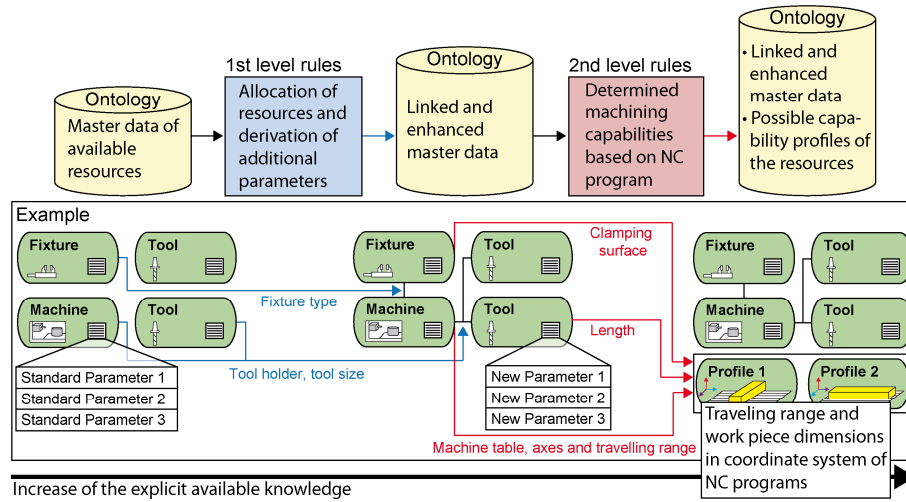 Ontology
Master data of
available
resources
1st level rules
Allocation of
resources and
derivation of
additional
parameters
Ontology
Linked and
enhanced
master data
2nd level rules
Determined
machining
capabilities
based on NC
program
Ontology
• Linked and
enhanced
master data
• Possible capa-
bility profiles
of the resources
Example
Fixture
Tool
Machine
Tool
Standard Parameter 1
Standard Parameter 2
Standard Parameter 3
Fixture type
Tool holder, tool size
Fixture
Tool
Machine
Tool
New Parameter 1
New Parameter 2
New Parameter 3
Clamping
surface
Length
Machine table, axes and travelling range
Fixture
Tool
Machine
Tool
Profile 1
Profile 2
Traveling range and
work piece dimensions
in coordinate system of
NC programs
Increase of the explicit available knowledge